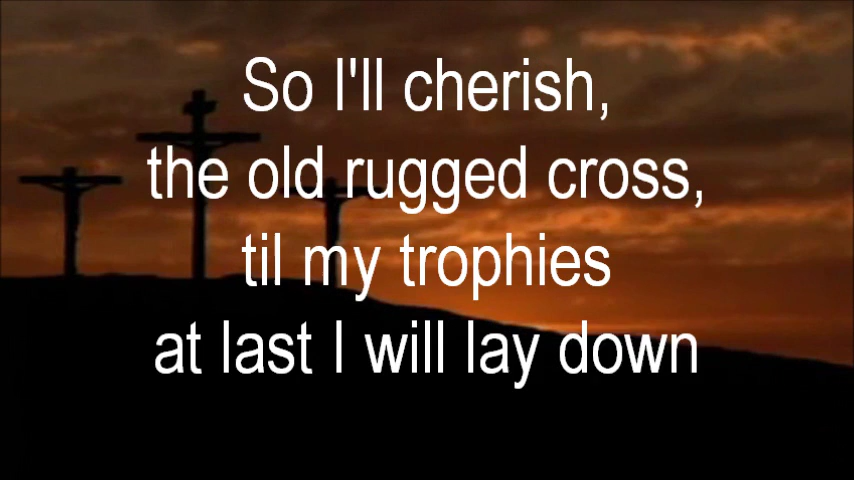 So I'll cherish,
the old rugged cross,
til my trophies
at last I will lay down